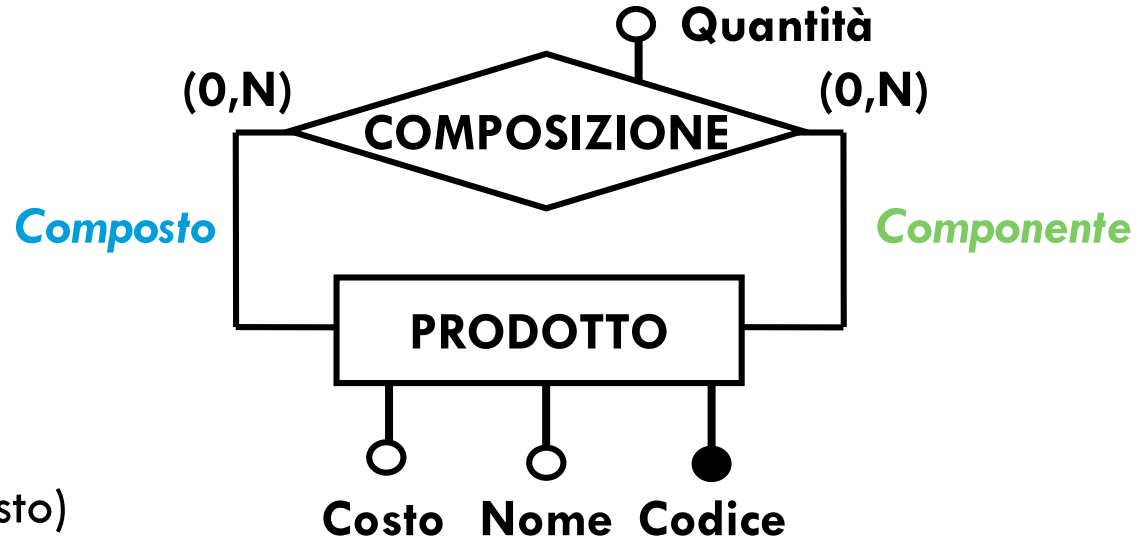 Quantità
(0,N) (0,N)
COMPOSIZIONE
Composto Componente
PRODOTTO
sto) Costo Nome Codice